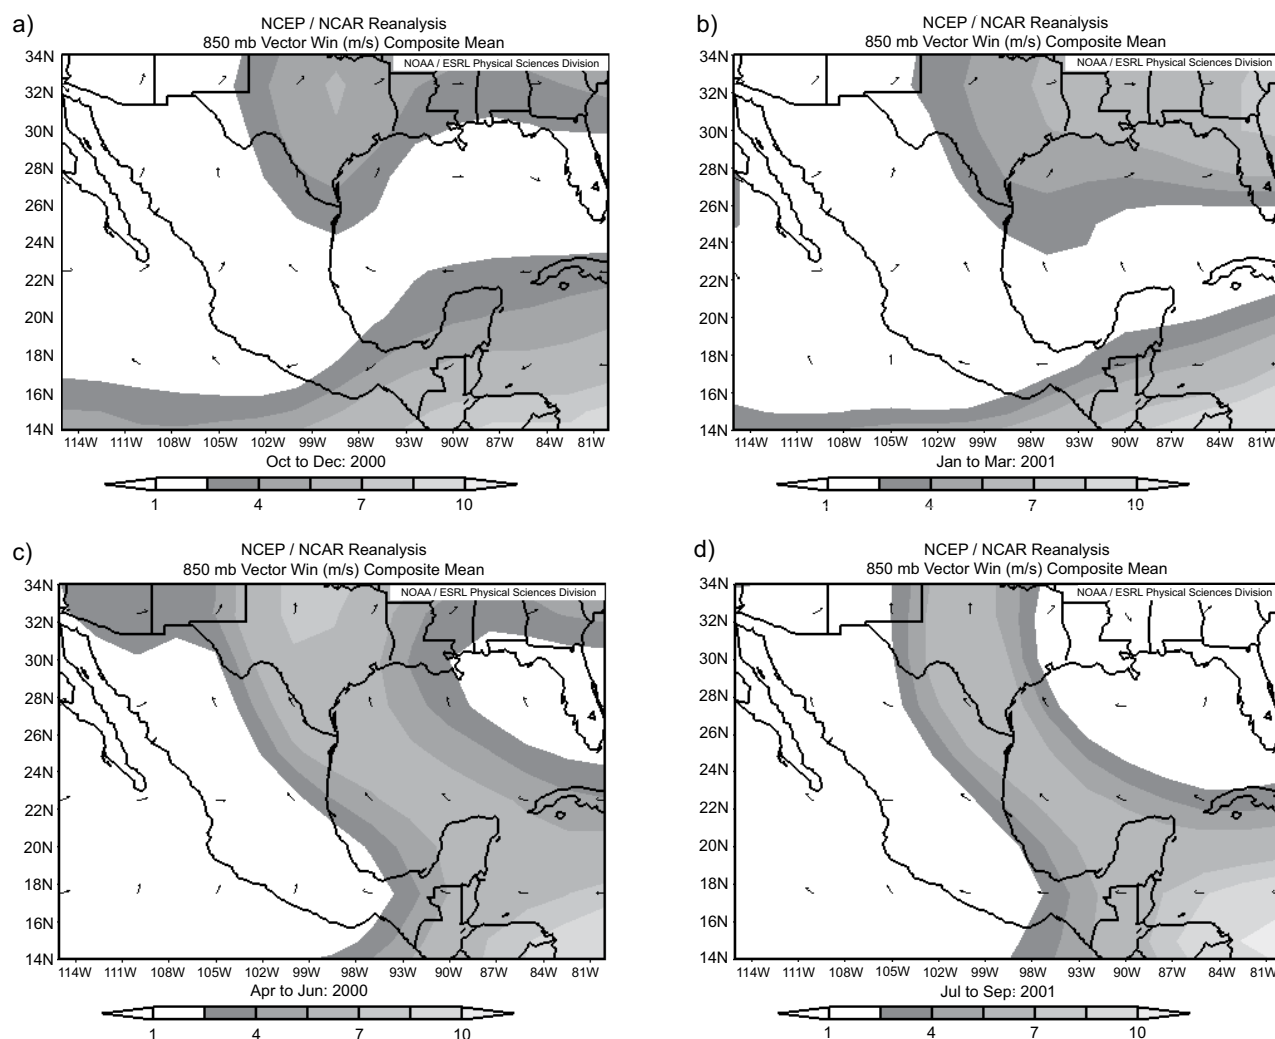 a)
NCEP / NCAR Reanalysis
850 mb Vector Win (m/s) Composite Mean
NOAA / ESRL Physical Sciences Division
34N
32N
30N
28N
26N
24N
22N
20N
18N
16N
14N
114W 111W 108W 105W 102W 99W 96W 93W 90W 87W 84W 81W
Oct to Dec: 2000
1 4 7 10
b)
NCEP / NCAR Reanalysis
850 mb Vector Win (m/s) Composite Mean
NOAA / ESRL Physical Sciences Division
34N
32N
30N
28N
26N
24N
22N
20N
18N
16N
14N
114W 111W 108W 105W 102W 99W 96W 93W 90W 87W 84W 81W
Jan to Mar: 2001
1 4 7 10
c)
NCEP / NCAR Reanalysis
850 mb Vector Win (m/s) Composite Mean
NOAA / ESRL Physical Sciences Division
34N
32N
30N
28N
26N
24N
22N
20N
18N
16N
14N
114W 111W 108W 105W 102W 99W 98W 93W 90W 87W 84W 81W
Apr to Jun: 2000
1 4 7 10
d)
NCEP / NCAR Reanalysis
850 mb Vector Win (m/s) Composite Mean
NOAA / ESRL Physical Sciences Division
34N
32N
30N
28N
26N
24N
22N
20N
18N
16N
14N
114W 111W 108W 105W 102W 99W 98W 93W 90W 87W 84W 81W
Jul to Sep: 2001
1 4 7 10